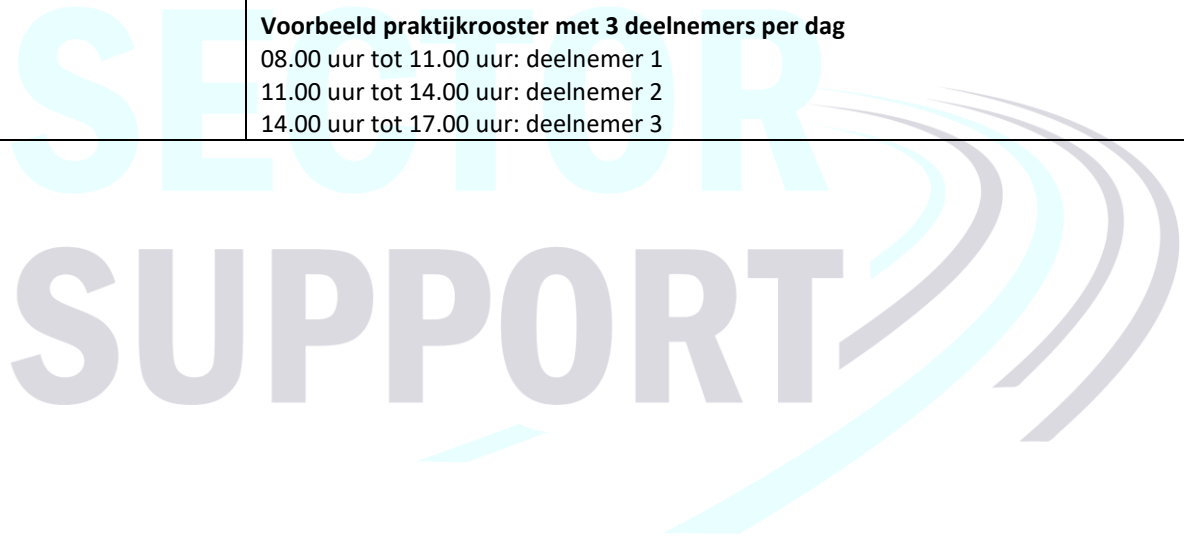 Voorbeeld praktijkrooster met 3 deelnemers per dag
08.00 uur tot 11.00 uur: deelnemer 1
11.00 uur tot 14.00 uur: deelnemer 2
14.00 uur tot 17.00 uur: deelnemer 3
SECTOR
SUPPORT